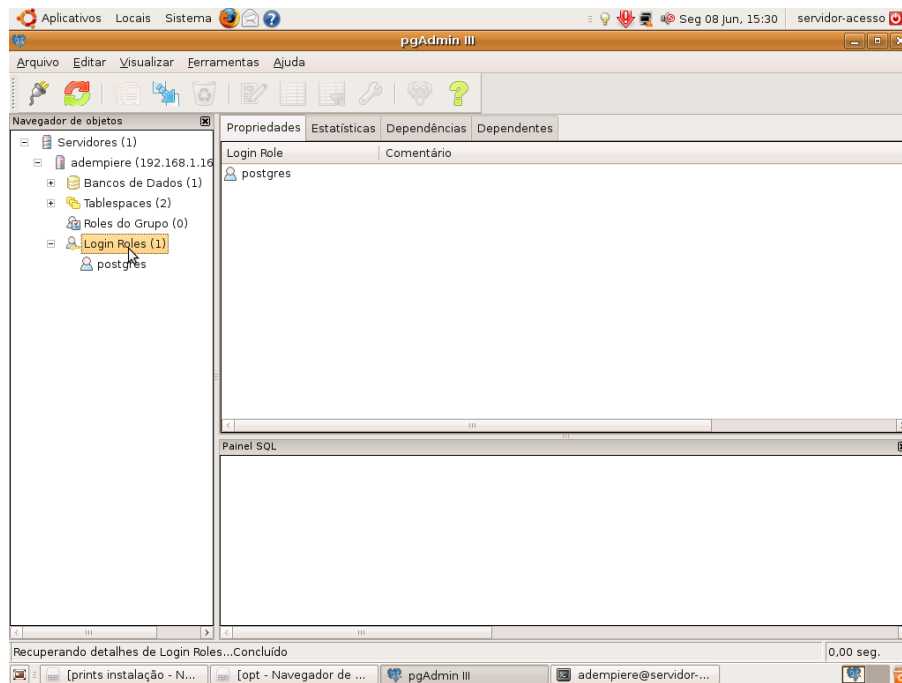 Aplicativos Locais Sistema Seg 08 Jun, 15:30 servidor-acesso
pgAdmin III
Arquivo Editar Visualizar Ferramentas Ajuda
Navegador de objetos
Servidores (1)
adempiere (192.168.1.16
Bancos de Dados (1)
Tablespaces (2)
Roles do Grupo (0)
Login Roles (1)
postgres
Propriedades Estatísticas Dependências Dependentes
Login Role Comentário
postgres
Painel SQL
Recuperando detalhes de Login Roles...Concluído 0,00 seg.
[prints instalação - N... [opt - Navegador de ... pgAdmin III adempiere@servidor-...